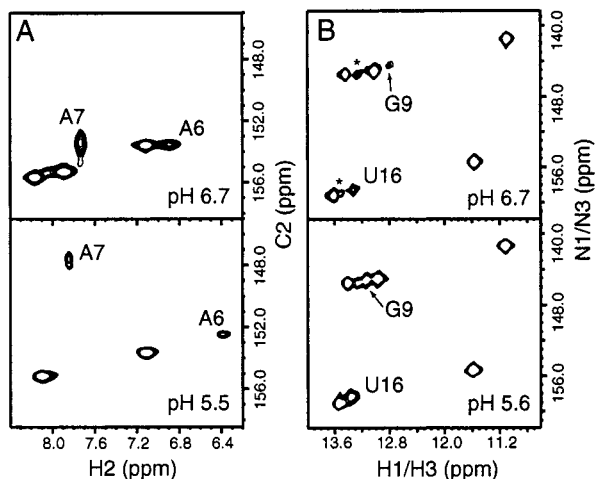 A
B
A7
A6
pH 6.7
148.0
152.0
156.0
C2 (ppm)
A7
A6
pH 5.5
148.0
152.0
156.0
8.0 7.6 7.2 6.8 6.4
H2 (ppm)
*
G9
*
U16
pH 6.7
140.0
148.0
156.0
N1/N3 (ppm)
G9
U16
pH 5.6
140.0
148.0
156.0
13.6 12.8 12.0 11.2
H1/H3 (ppm)